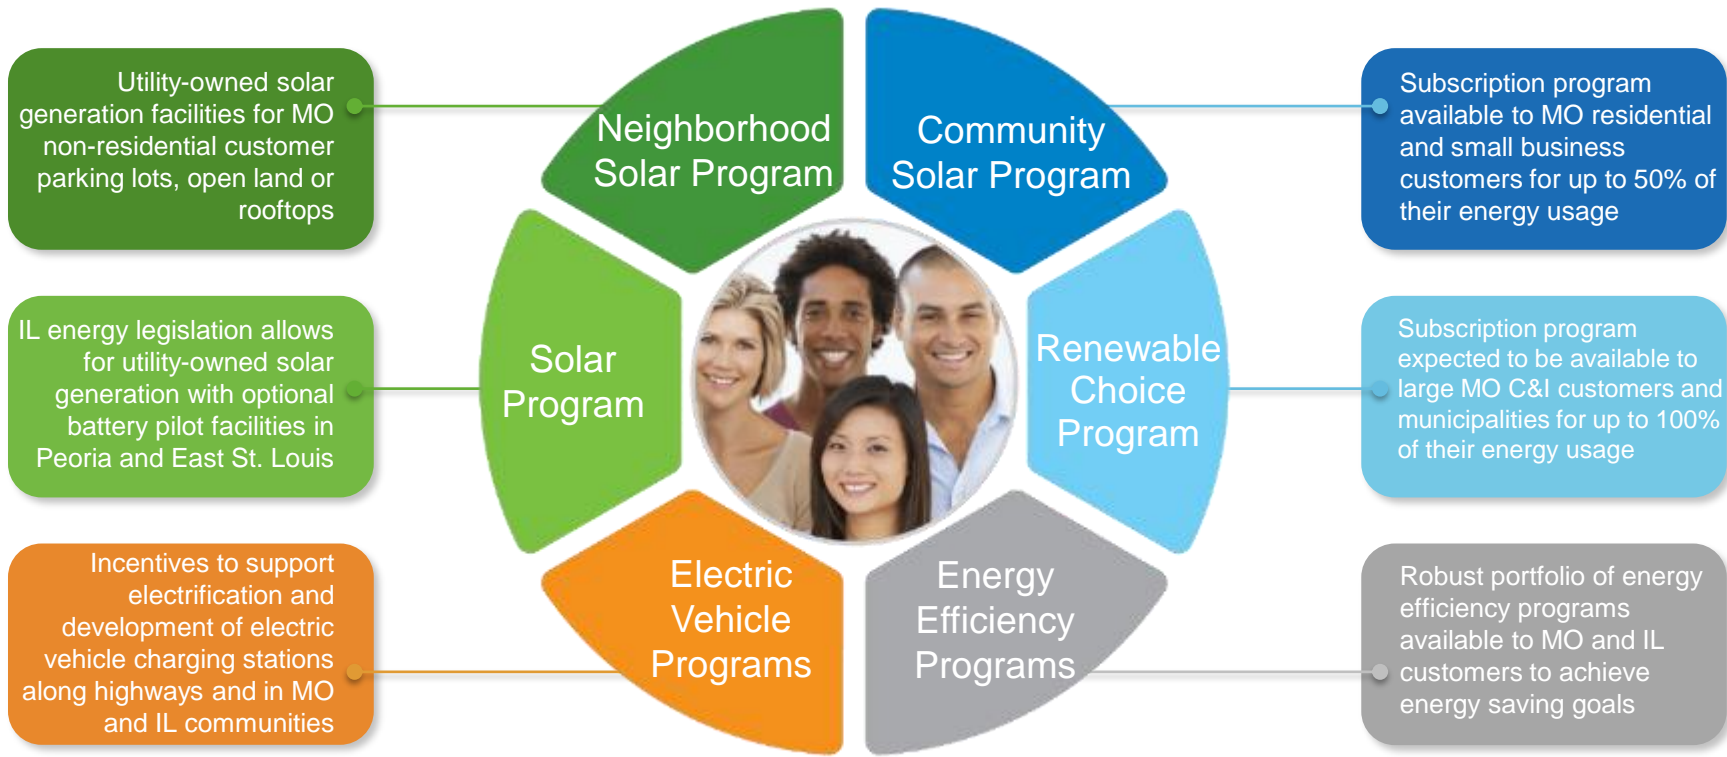 Utility-owned solar
generation facilities for MO
non-residential customer
parking lots, open land or
rooftops
Neighborhood
Solar Program
Community
Solar Program
Subscription program
available to MO residential
and small business
customers for up to 50% of
their energy usage
IL energy legislation allows
for utility-owned solar
generation with optional
battery pilot facilities in
Peoria and East St. Louis
Solar
Program
Renewable
Choice
Program
Subscription program
expected to be available to
large MO C&I customers and
municipalities for up to 100%
of their energy usage
Incentives to support
electrification and
development of electric
vehicle charging stations
along highways and in MO
and IL communities
Electric
Vehicle
Programs
Energy
Efficiency
Programs
Robust portfolio of energy
efficiency programs
available to MO and IL
customers to achieve
energy saving goals